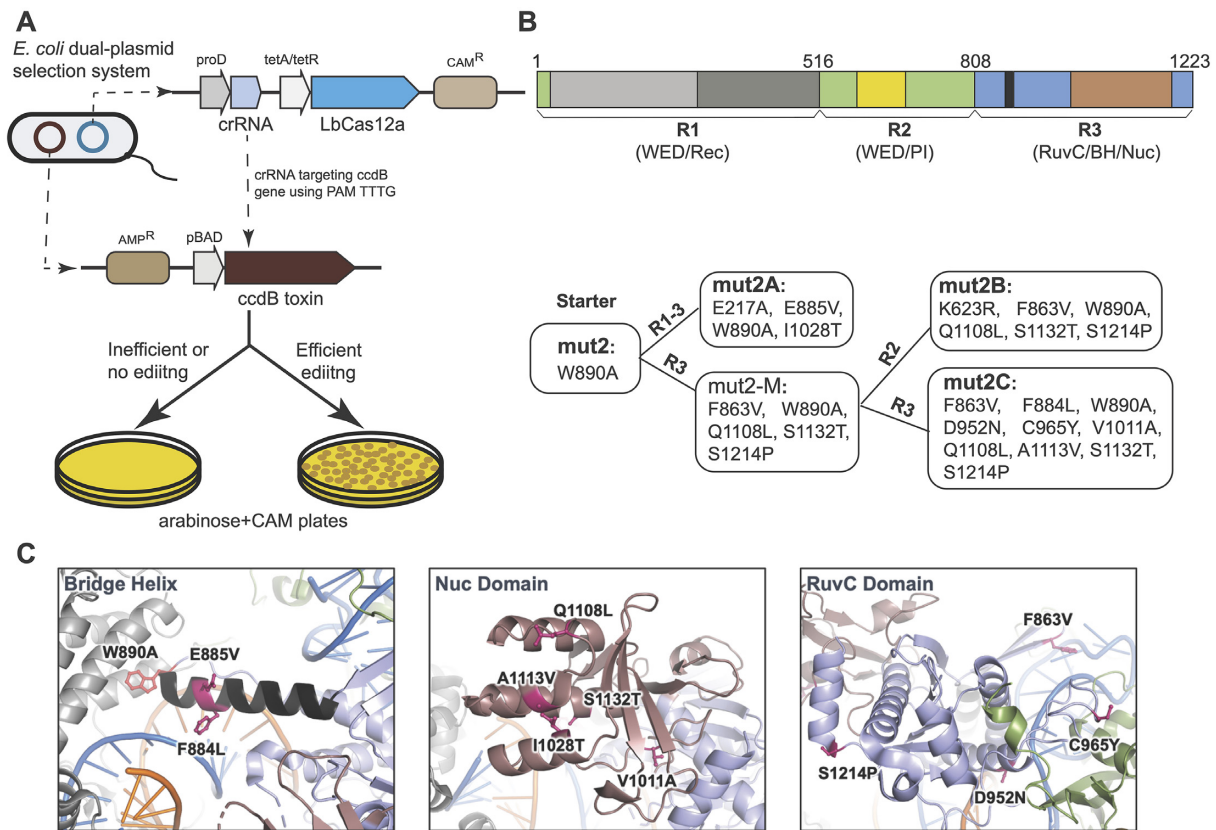 A
E. coli dual-plasmid
selection system
proD
tetA/tetR
CAMR
crRNA
LbCas12a
crRNA targeting ccdB
gene using PAM TTTG
AMPR
pBAD
ccdB toxin
Inefficient or
no ediitng
Efficient
ediitng
arabinose+CAM plates
B
1
516
808
1223
R1
(WED/Rec)
R2
(WED/PI)
R3
(RuvC/BH/Nuc)
Starter
mut2:
W890A
R1-3
R3
mut2A:
E217A, E885V,
W890A, I1028T
mut2-M:
F863V, W890A,
Q1108L, S1132T,
S1214P
R2
R3
mut2B:
K623R, F863V, W890A,
Q1108L, S1132T, S1214P
mut2C:
F863V, F884L, W890A,
D952N, C965Y, V1011A,
Q1108L, A1113V, S1132T,
S1214P
C
Bridge Helix
W890A
E885V
F884L
Nuc Domain
Q1108L
A1113V
S1132T
I1028T
V1011A
RuvC Domain
F863V
C965Y
S1214P
D952N